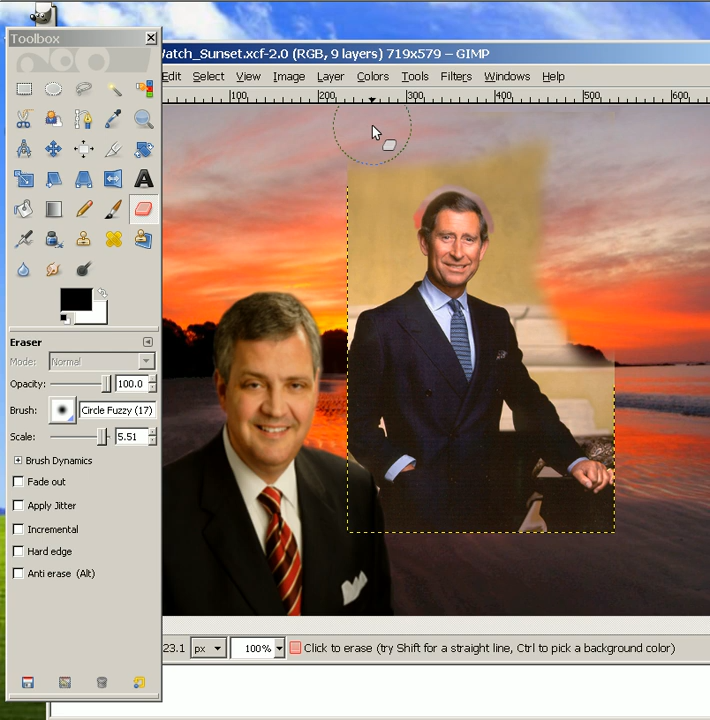 Toolbox
Watch_Sunset.xcf-2.0 (RGB, 9 layers) 719x579 – GIMP
Edit Select View Image Layer Colors Tools Filters Windows Help
100 200 300 400 500 600
Eraser
Mode: Normal
Opacity: 100.0
Brush: Circle Fuzzy (17)
Scale: 5.51
Brush Dynamics
Fade out
Apply Jitter
Incremental
Hard edge
Anti erase (Alt)
23.1 px 100% Click to erase (try Shift for a straight line, Ctrl to pick a background color)